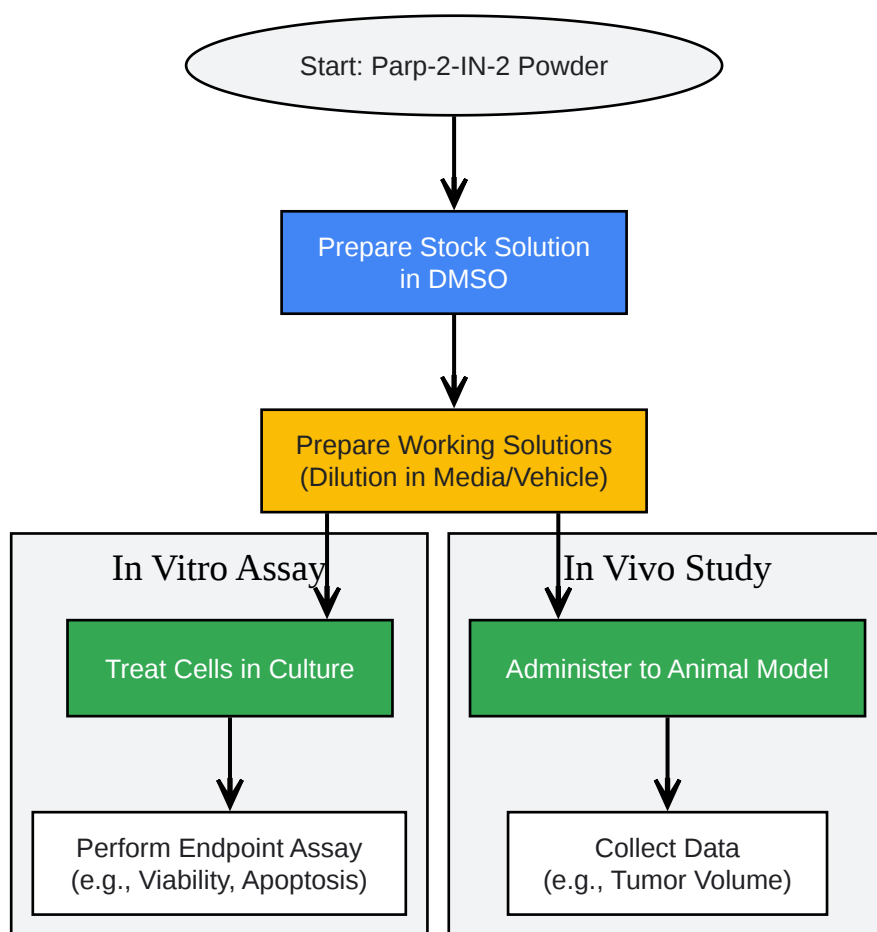 Start: Parp-2-IN-2 Powder
Prepare Stock Solution
in DMSO
Prepare Working Solutions
(Dilution in Media/Vehicle)
In Vitro Assay
Treat Cells in Culture
Perform Endpoint Assay
(e.g., Viability, Apoptosis)
In Vivo Study
Administer to Animal Model
Collect Data
(e.g., Tumor Volume)